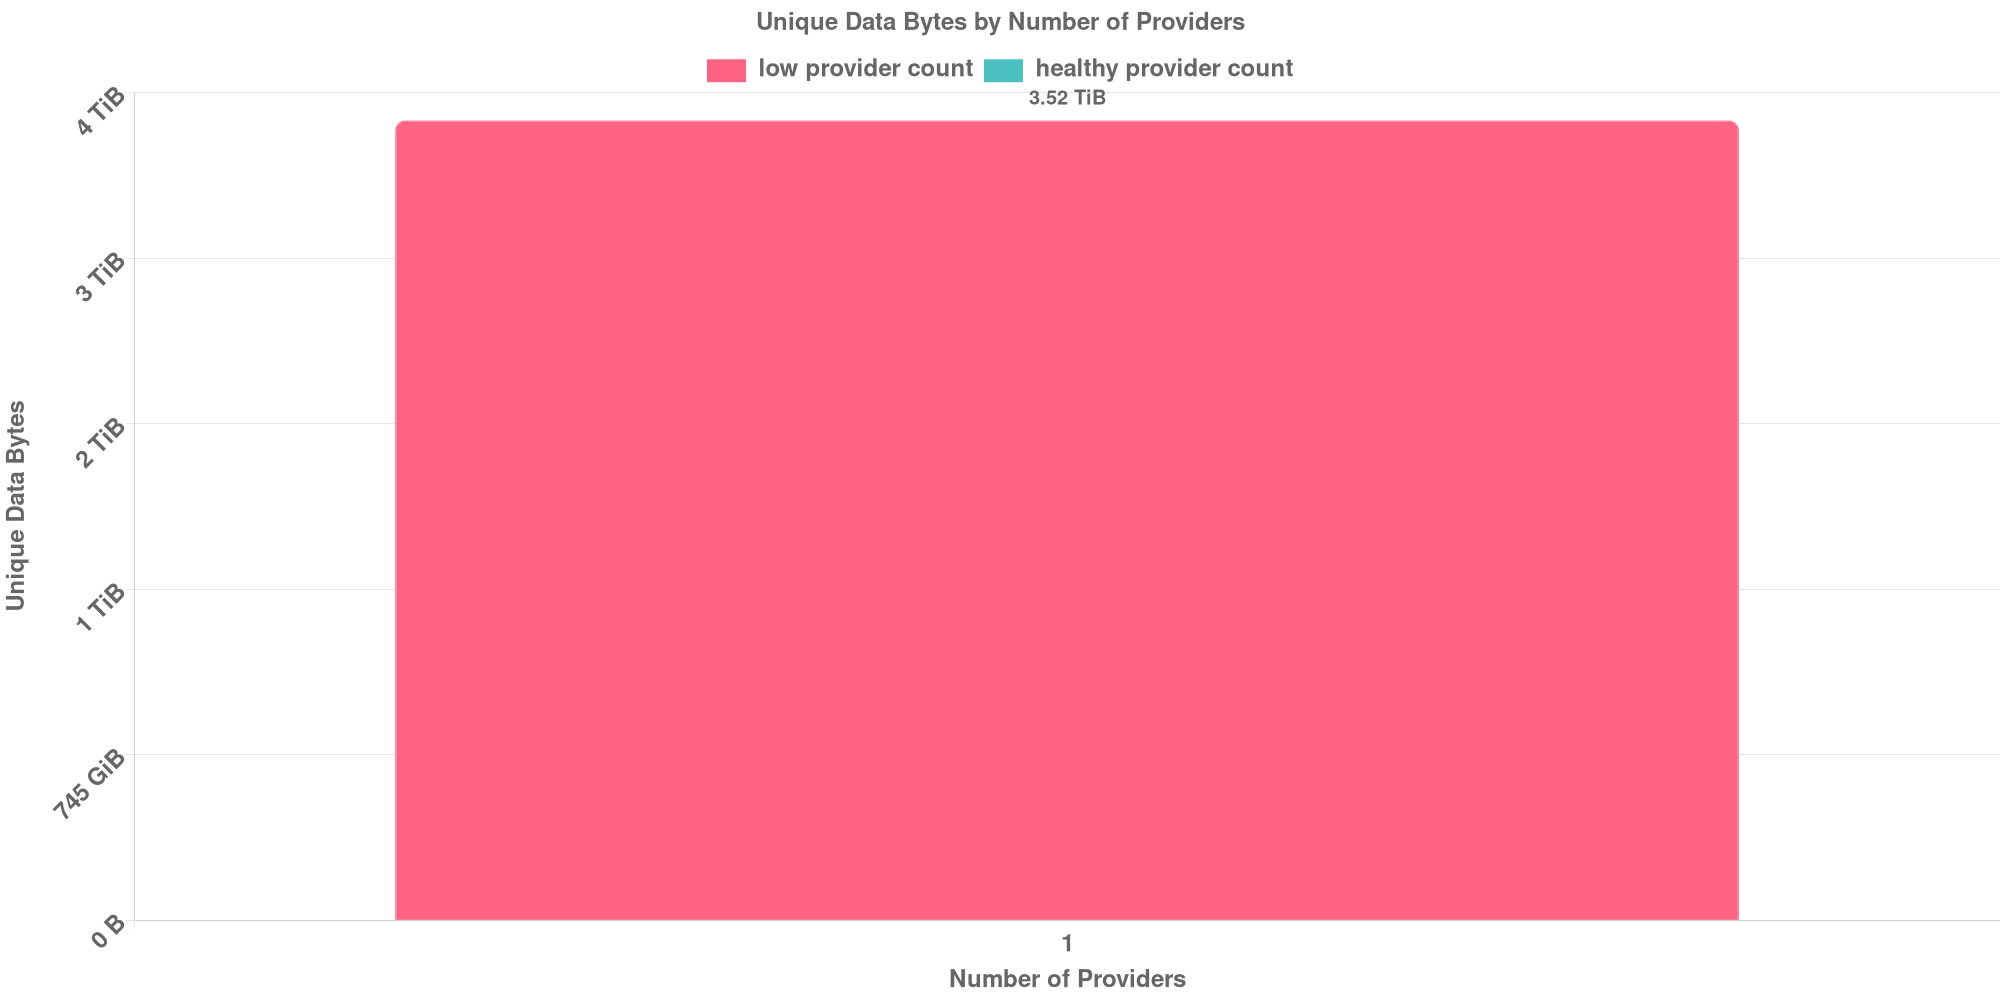 Unique Data Bytes by Number of Providers
low provider count
healthy provider count
3.52 TiB
4 TiB
3 TiB
2 TiB
1 TiB
745 GiB
0 B
Unique Data Bytes
1
Number of Providers